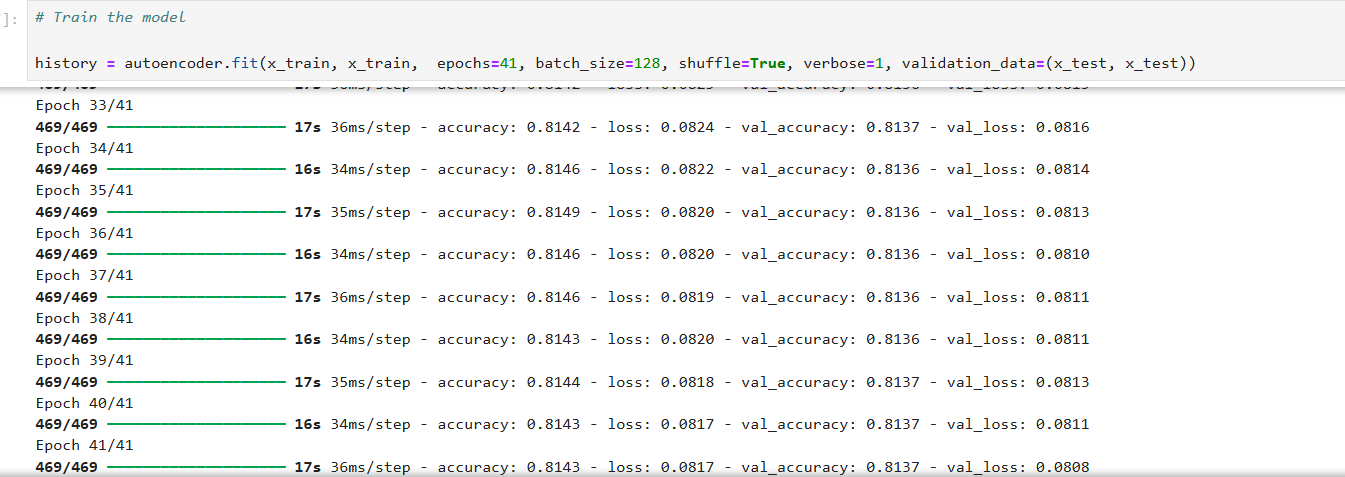 ]:
# Train the model
history = autoencoder.fit(x_train, x_train,  epochs=41, batch_size=128, shuffle=True, verbose=1, validation_data=(x_test, x_test))
Epoch 33/41
469/469 ━━━━━━━━━━━━━━━━━━━━ 17s 36ms/step - accuracy: 0.8142 - loss: 0.0824 - val_accuracy: 0.8137 - val_loss: 0.0816
Epoch 34/41
469/469 ━━━━━━━━━━━━━━━━━━━━ 16s 34ms/step - accuracy: 0.8146 - loss: 0.0822 - val_accuracy: 0.8136 - val_loss: 0.0814
Epoch 35/41
469/469 ━━━━━━━━━━━━━━━━━━━━ 17s 35ms/step - accuracy: 0.8149 - loss: 0.0820 - val_accuracy: 0.8136 - val_loss: 0.0813
Epoch 36/41
469/469 ━━━━━━━━━━━━━━━━━━━━ 16s 34ms/step - accuracy: 0.8146 - loss: 0.0820 - val_accuracy: 0.8136 - val_loss: 0.0810
Epoch 37/41
469/469 ━━━━━━━━━━━━━━━━━━━━ 17s 36ms/step - accuracy: 0.8146 - loss: 0.0819 - val_accuracy: 0.8136 - val_loss: 0.0811
Epoch 38/41
469/469 ━━━━━━━━━━━━━━━━━━━━ 16s 34ms/step - accuracy: 0.8143 - loss: 0.0820 - val_accuracy: 0.8136 - val_loss: 0.0811
Epoch 39/41
469/469 ━━━━━━━━━━━━━━━━━━━━ 17s 35ms/step - accuracy: 0.8144 - loss: 0.0818 - val_accuracy: 0.8137 - val_loss: 0.0813
Epoch 40/41
469/469 ━━━━━━━━━━━━━━━━━━━━ 16s 34ms/step - accuracy: 0.8143 - loss: 0.0817 - val_accuracy: 0.8137 - val_loss: 0.0811
Epoch 41/41
469/469 ━━━━━━━━━━━━━━━━━━━━ 17s 36ms/step - accuracy: 0.8143 - loss: 0.0817 - val_accuracy: 0.8137 - val_loss: 0.0808